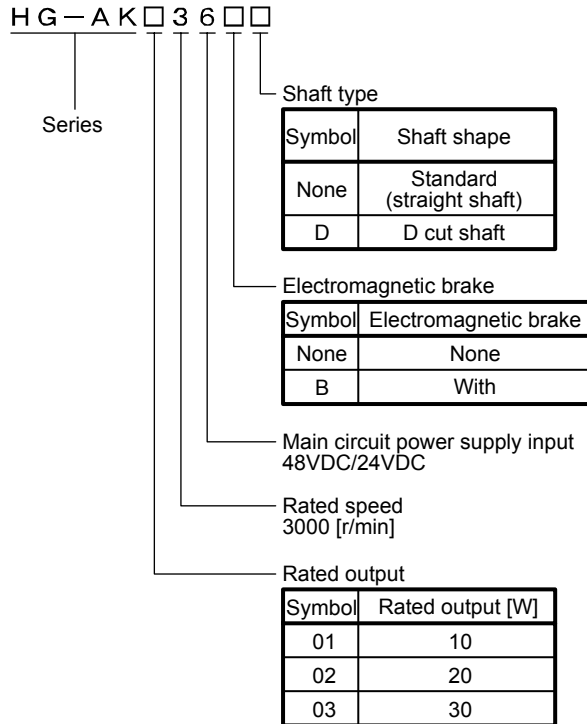 HG-AK□36□□
Series
Shaft type
Symbol Shaft shape
None Standard
(straight shaft)
D D cut shaft
Electromagnetic brake
Symbol Electromagnetic brake
None None
B With
Main circuit power supply input
48VDC/24VDC
Rated speed
3000 [r/min]
Rated output
Symbol Rated output [W]
01 10
02 20
03 30